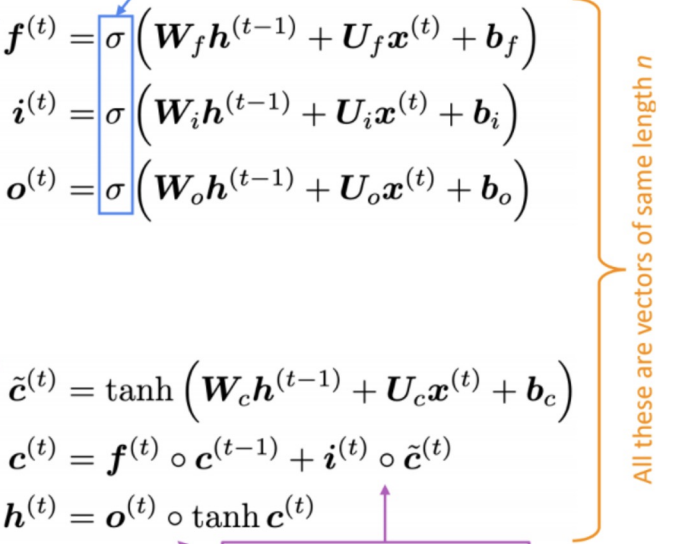 f^{(t)} = σ(W_f h^{(t−1)} + U_f x^{(t)} + b_f)
i^{(t)} = σ(W_i h^{(t−1)} + U_i x^{(t)} + b_i)
o^{(t)} = σ(W_o h^{(t−1)} + U_o x^{(t)} + b_o)
c̃^{(t)} = tanh(W_c h^{(t−1)} + U_c x^{(t)} + b_c)
c^{(t)} = f^{(t)} ∘ c^{(t−1)} + i^{(t)} ∘ c̃^{(t)}
h^{(t)} = o^{(t)} ∘ tanh c^{(t)}
All these are vectors of same length n